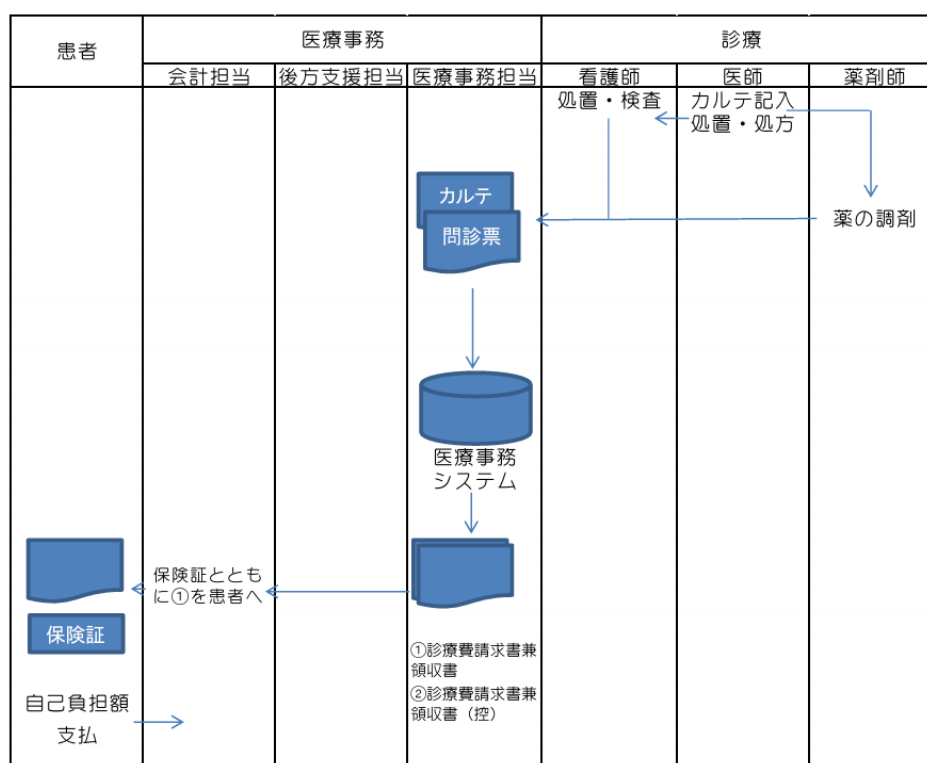 患者
医療事務
診療
会計担当
後方支援担当
医療事務担当
看護師
医師
薬剤師
処置・検査
カルテ記入
処置・処方
薬の調剤
カルテ
問診票
医療事務
システム
保険証ととも
に①を患者へ
保険証
①診療費請求書兼
領収書
②診療費請求書兼
領収書（控）
自己負担額
支払